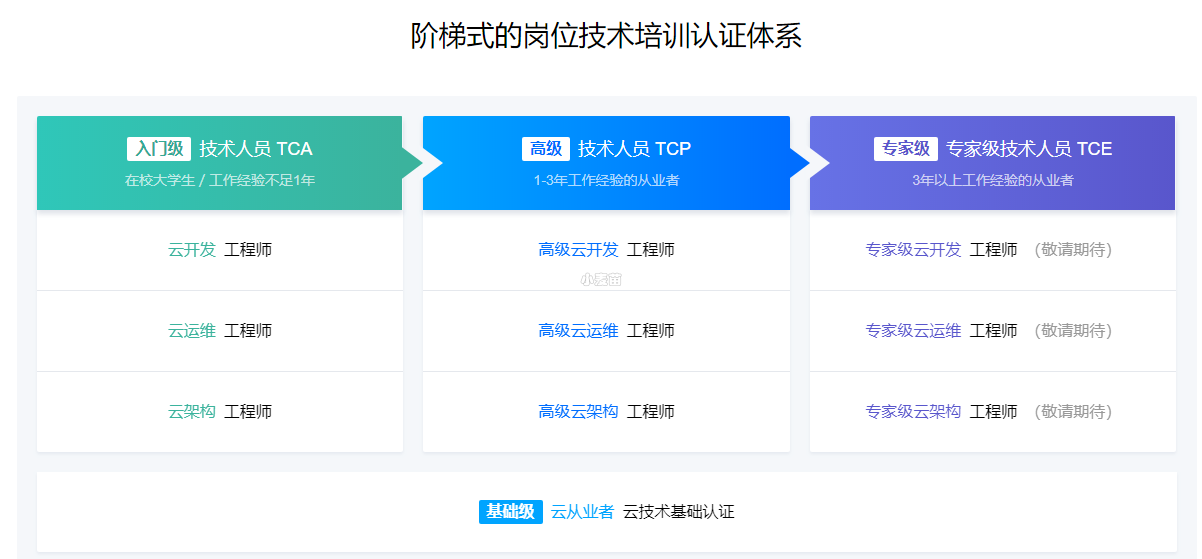 阶梯式的岗位技术培训认证体系
入门级 技术人员 TCA
在校大学生 / 工作经验不足1年
云开发 工程师
云运维 工程师
云架构 工程师
高级 技术人员 TCP
1-3年工作经验的从业者
高级云开发 工程师
小麦苗
高级云运维 工程师
高级云架构 工程师
专家级 专家级技术人员 TCE
3年以上工作经验的从业者
专家级云开发 工程师 （敬请期待）
专家级云运维 工程师 （敬请期待）
专家级云架构 工程师 （敬请期待）
基础级 云从业者 云技术基础认证